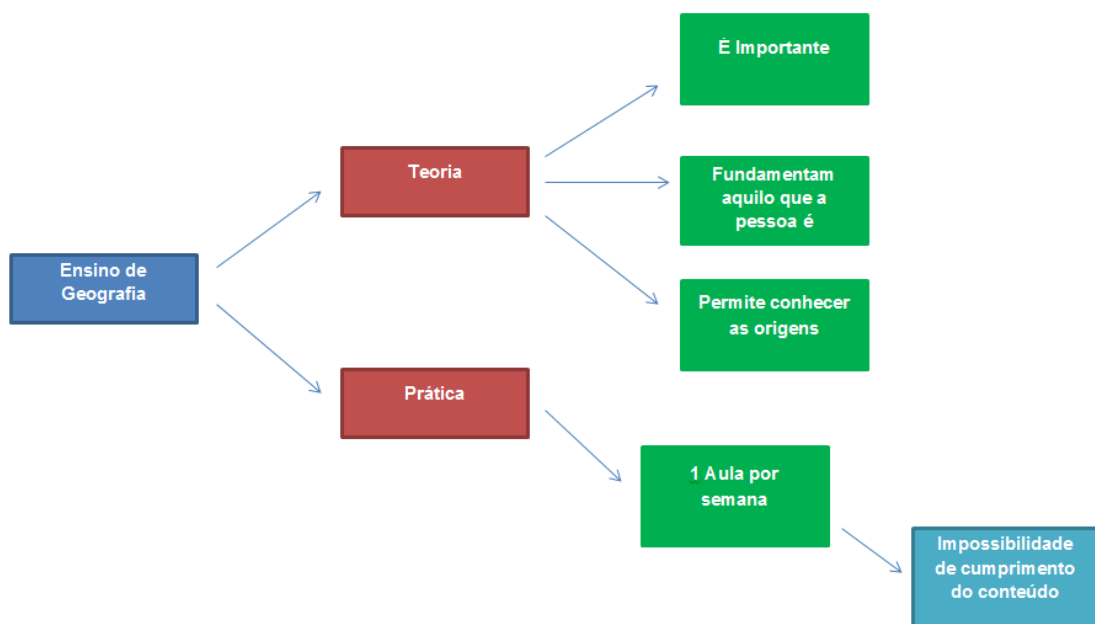 É Importante
Teoria
Fundamentam
aquilo que a
pessoa é
Ensino de
Geografia
Permite conhecer
as origens
Prática
1 Aula por
semana
Impossibilidade
de cumprimento
do conteúdo